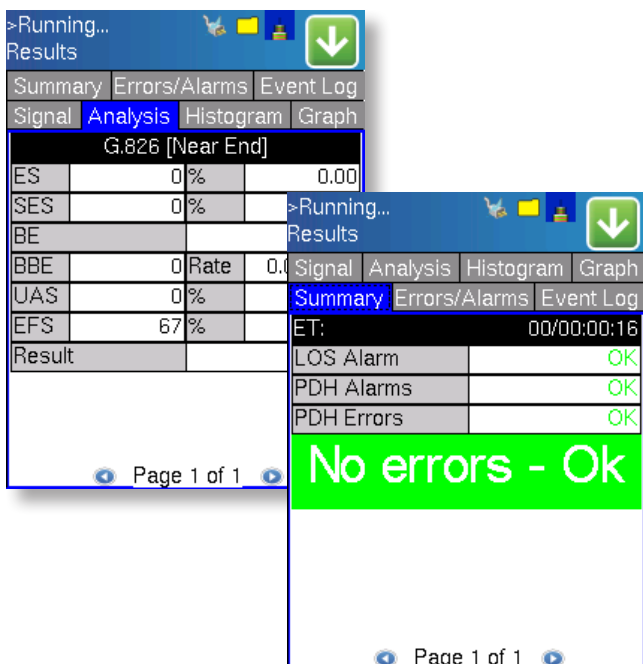 >Running...
Results
Summary Errors/Alarms Event Log
Signal Analysis Histogram Graph
G.826 [Near End]
ES 0 % 0.00
SES 0 %
BE
BBE 0 Rate
UAS 0 %
EFS 67 %
Result
Page 1 of 1
>Running...
Results
Signal Analysis Histogram Graph
Summary Errors/Alarms Event Log
ET: 00/00:00:16
LOS Alarm OK
PDH Alarms OK
PDH Errors OK
No errors - Ok
Page 1 of 1